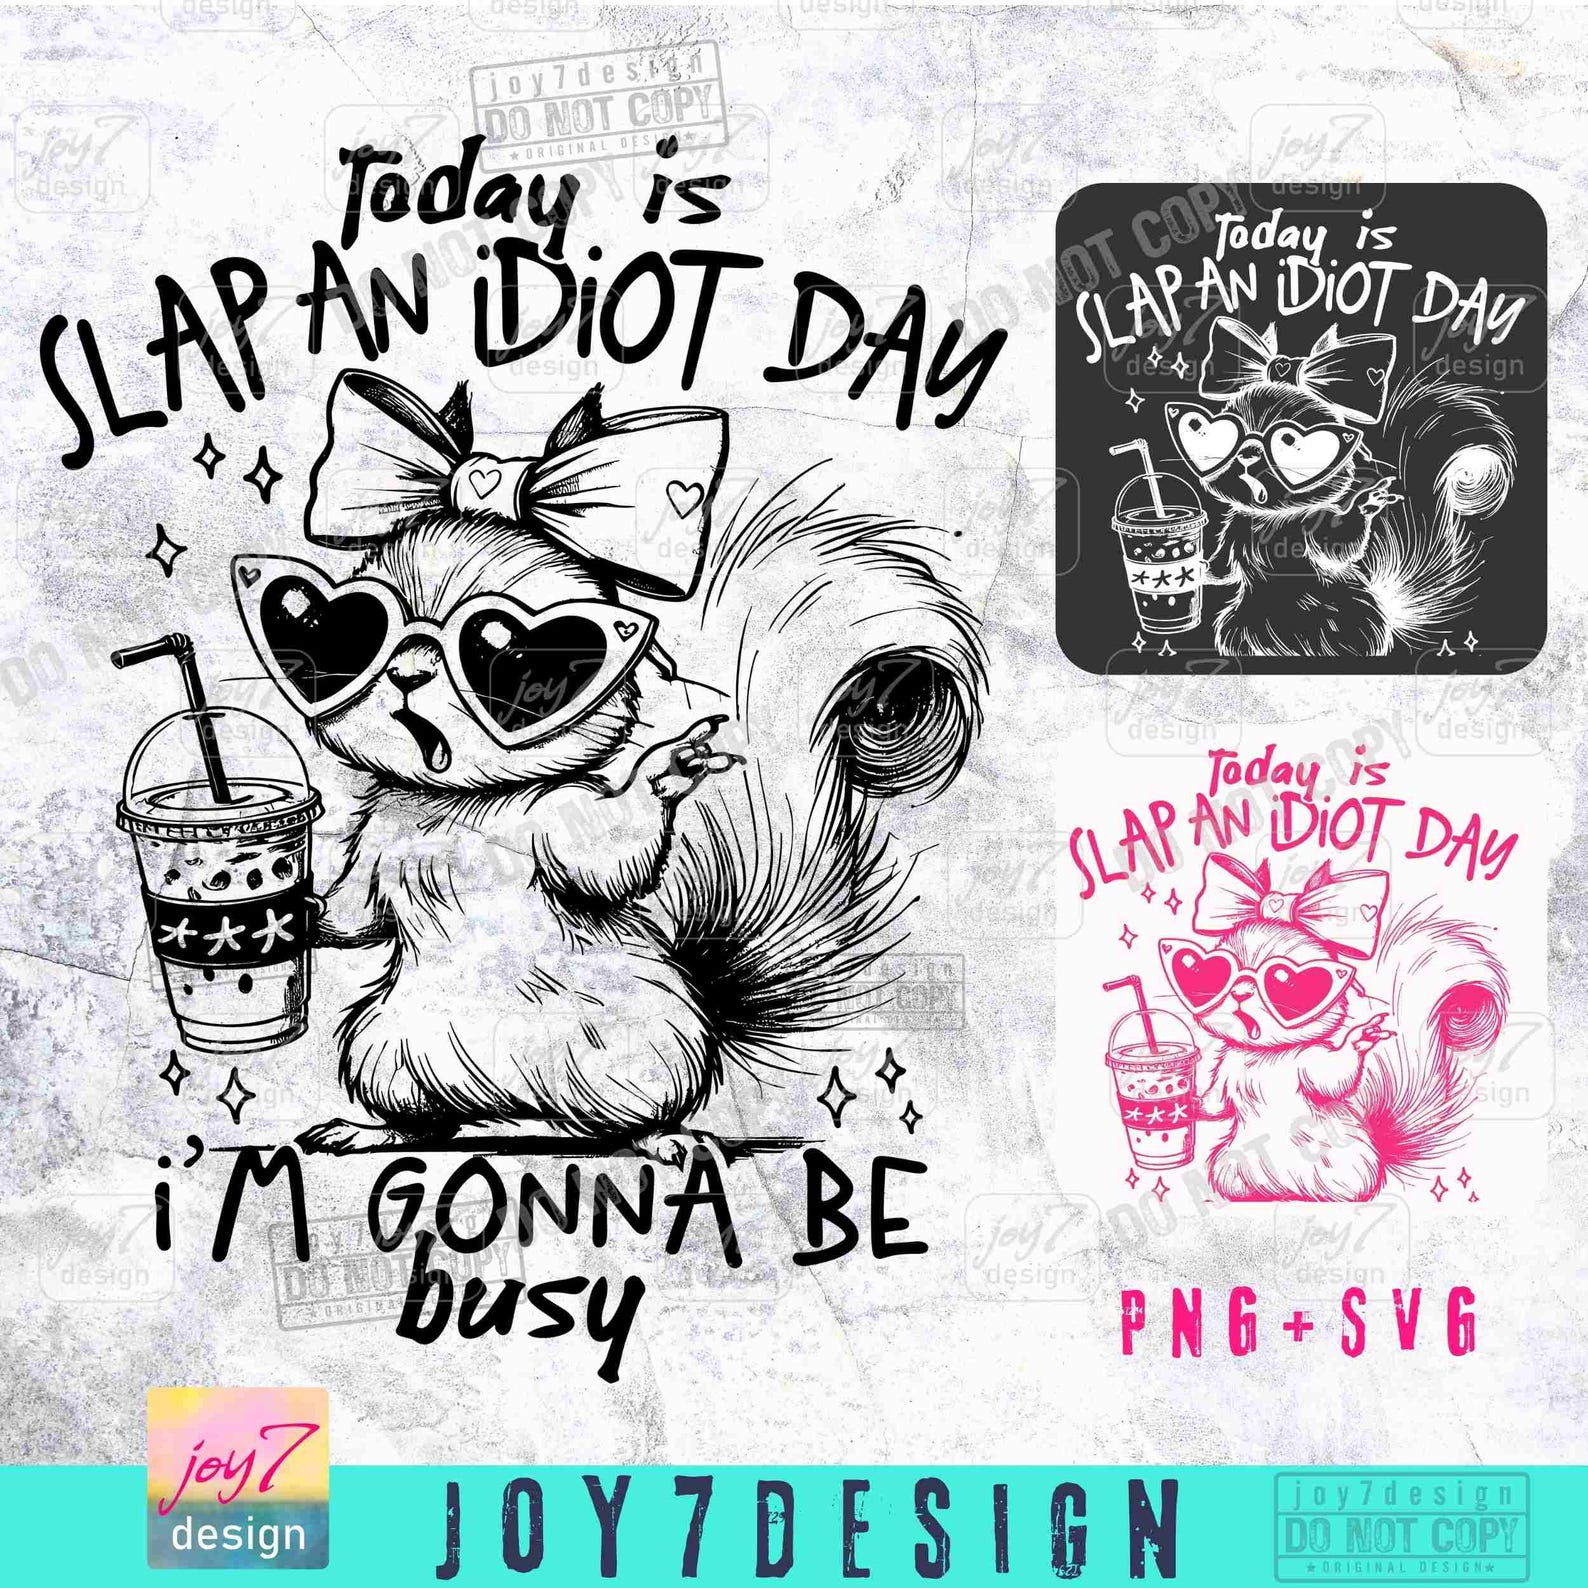 joy7design
DO NOT COPY
★ORIGINAL DESIGN★
Today is
SLAP AN iDiOT DAY
i'M GONNA BE
busy
Today is
SLAP AN iDiOT DAY
Today is
SLAP AN iDiOT DAY
PNG+SVG
joy7
design
JOY7DESIGN
joy7design
DO NOT COPY
★ORIGINAL DESIGN★